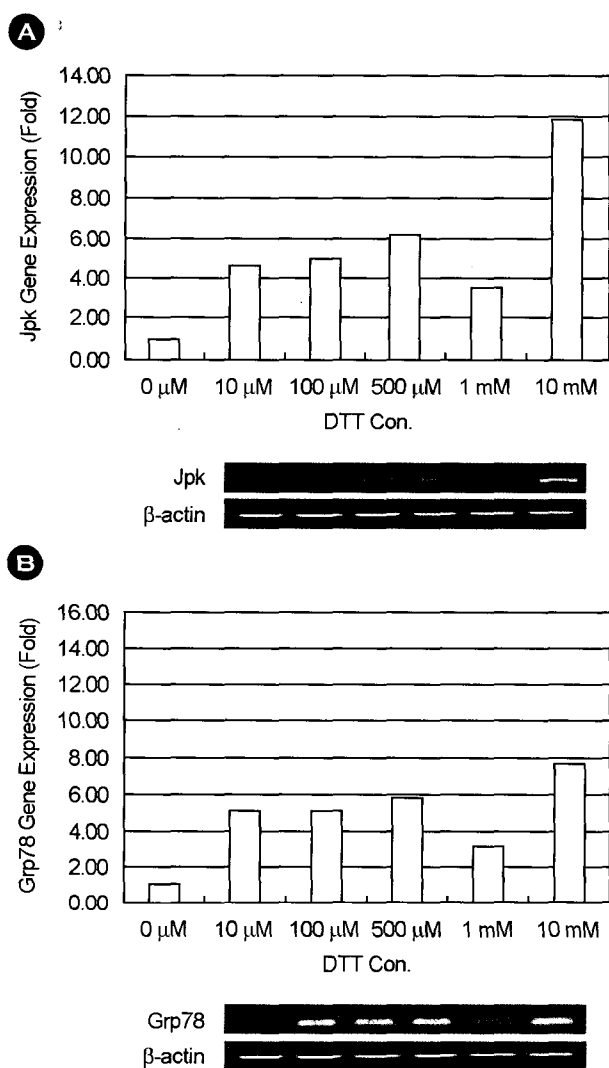 A
14.00
12.00
10.00
8.00
6.00
4.00
2.00
0.00
Jpk Gene Expression (Fold)
0 μM 10 μM 100 μM 500 μM 1 mM 10 mM
DTT Con.
Jpk
β-actin
B
16.00
14.00
12.00
10.00
8.00
6.00
4.00
2.00
0.00
Grp78 Gene Expression (Fold)
0 μM 10 μM 100 μM 500 μM 1 mM 10 mM
DTT Con.
Grp78
β-actin